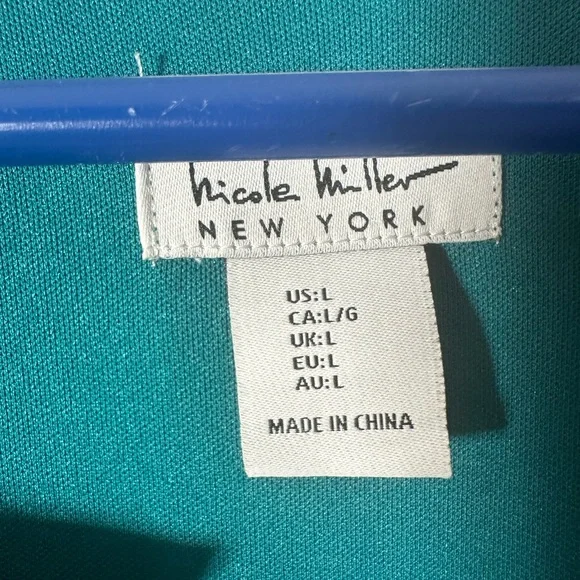 Nicole Miller
NEW YORK
US:L
CA:L/G
UK:L
EU:L
AU:L
MADE IN CHINA